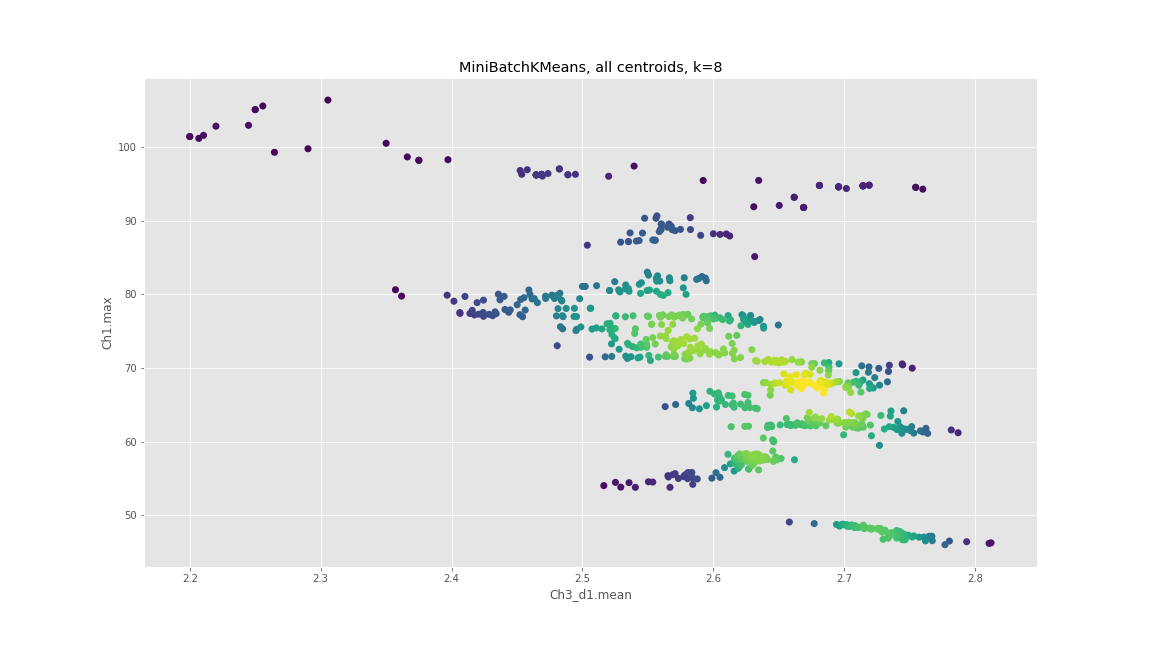 MiniBatchKMeans, all centroids, k=8
100
90
80
70
60
50
Ch1.max
2.2 2.3 2.4 2.5 2.6 2.7 2.8
Ch3_d1.mean